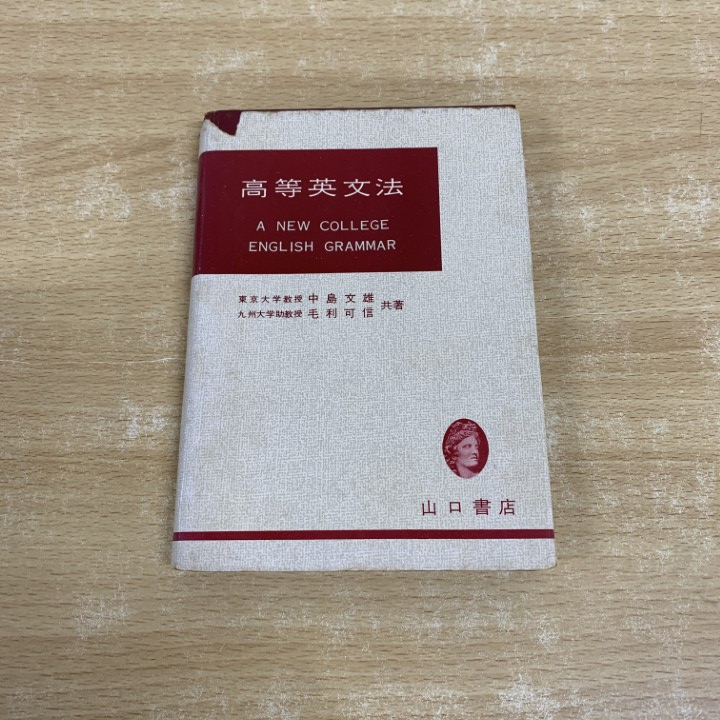 高等英文法
A NEW COLLEGE
ENGLISH GRAMMAR
東京大学教授 中島文雄
九州大学助教授 毛利可信 共著
山口書店